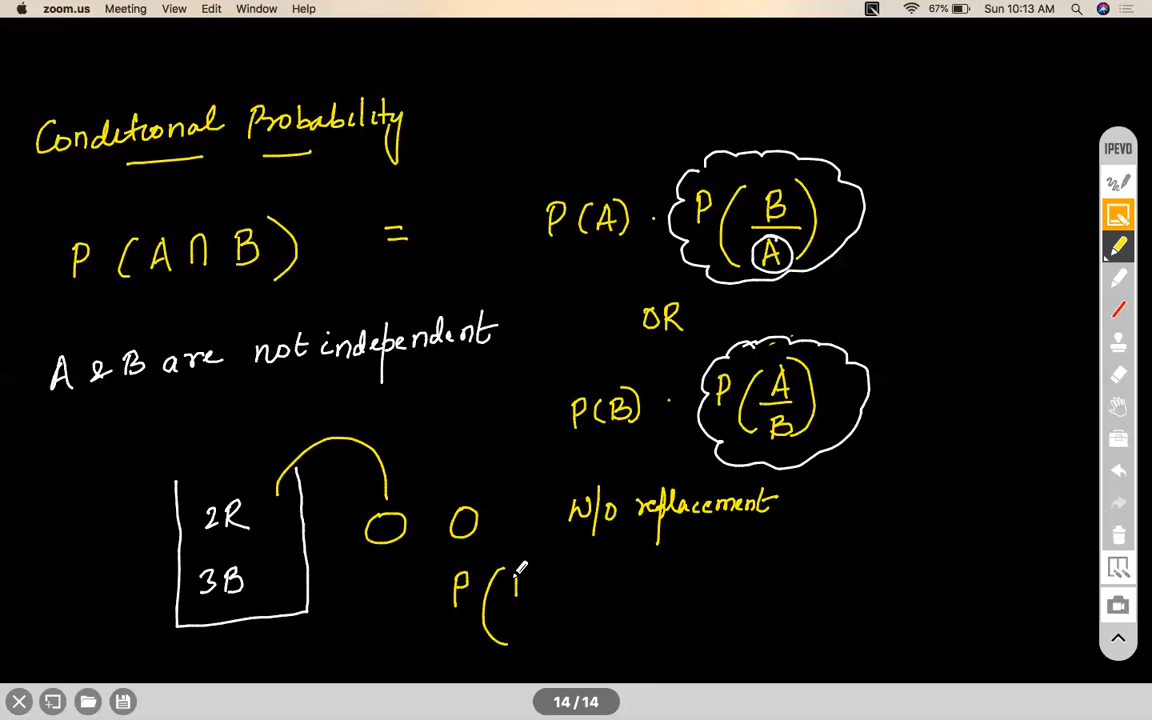 zoom.us Meeting View Edit Window Help 67% Sun 10:13 AM
IPEVO
Conditional Probability
P (A ∩ B) = P(A) · P(B/A)
OR
A & B are not independent
P(B) · P(A/B)
W/O replacement
2R
3B
P (
14 / 14